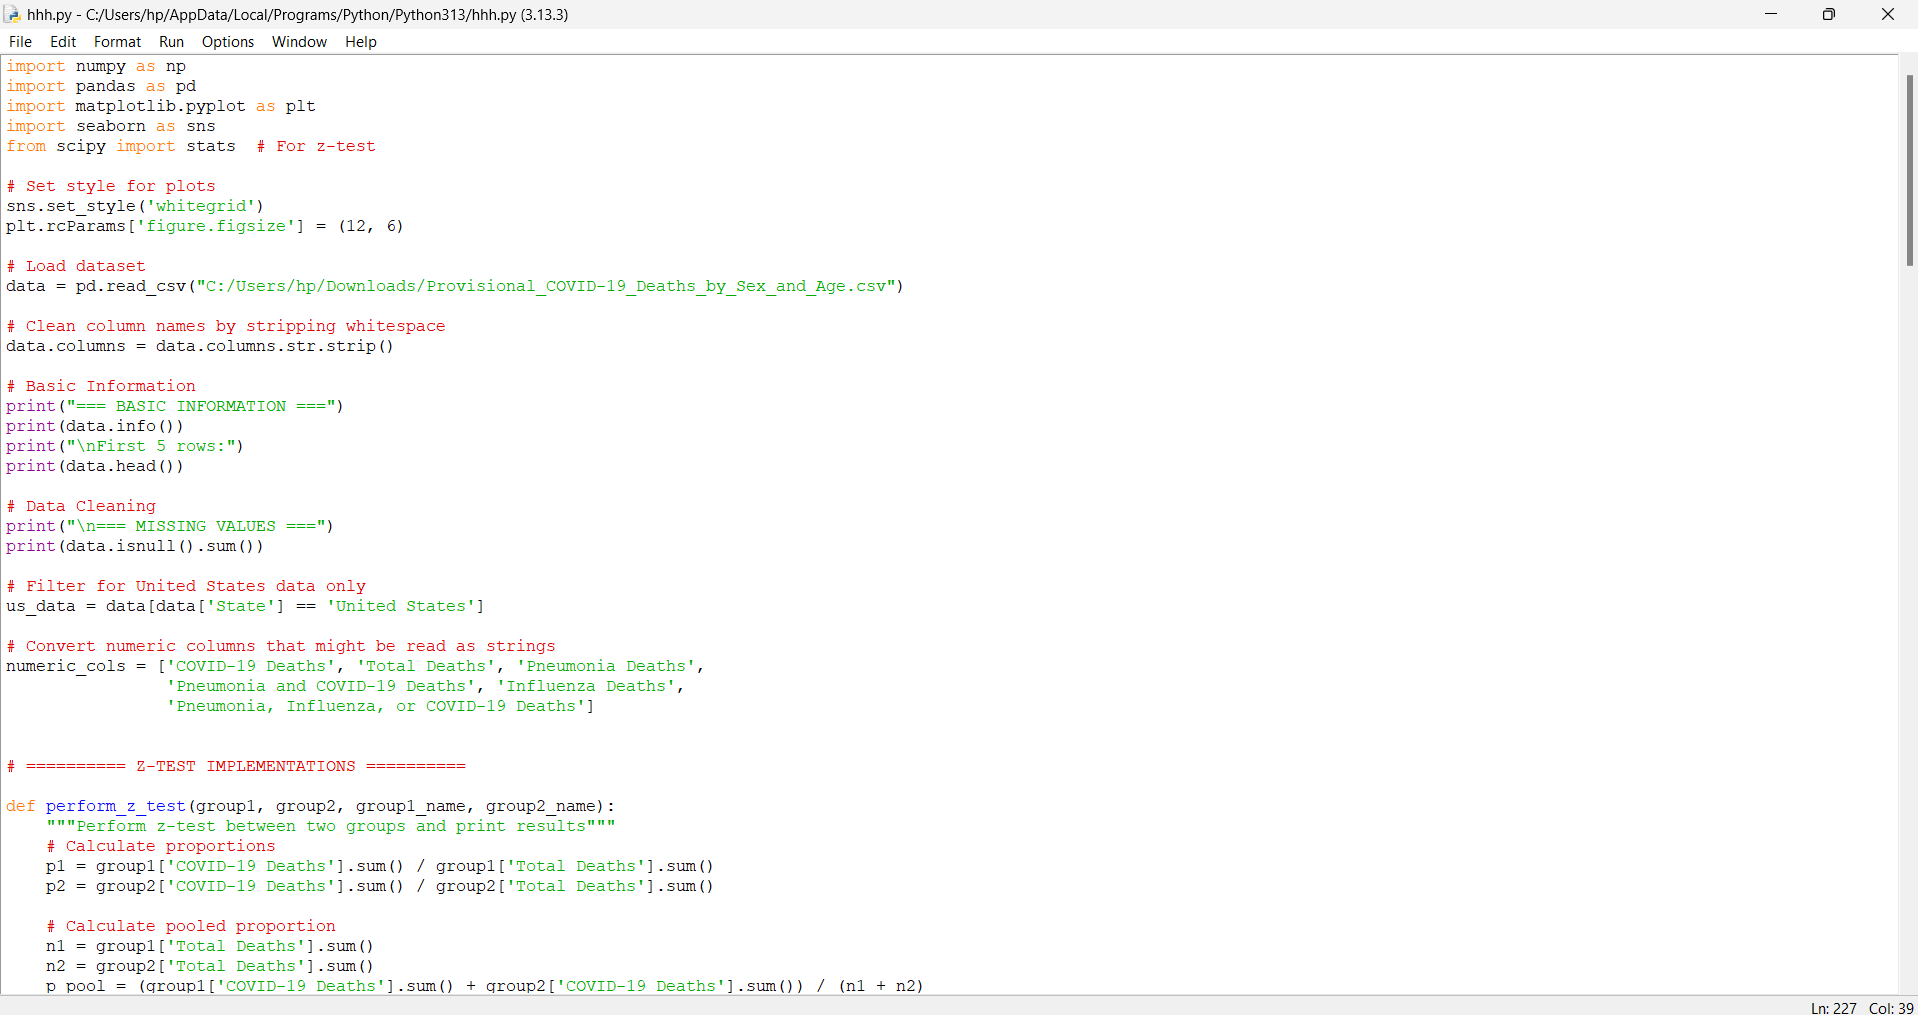 hhh.py - C:/Users/hp/AppData/Local/Programs/Python/Python313/hhh.py (3.13.3)
File Edit Format Run Options Window Help
import numpy as np
import pandas as pd
import matplotlib.pyplot as plt
import seaborn as sns
from scipy import stats  # For z-test
# Set style for plots
sns.set_style('whitegrid')
plt.rcParams['figure.figsize'] = (12, 6)
# Load dataset
data = pd.read_csv("C:/Users/hp/Downloads/Provisional_COVID-19_Deaths_by_Sex_and_Age.csv")
# Clean column names by stripping whitespace
data.columns = data.columns.str.strip()
# Basic Information
print("=== BASIC INFORMATION ===")
print(data.info())
print("\nFirst 5 rows:")
print(data.head())
# Data Cleaning
print("\n=== MISSING VALUES ===")
print(data.isnull().sum())
# Filter for United States data only
us_data = data[data['State'] == 'United States']
# Convert numeric columns that might be read as strings
numeric_cols = ['COVID-19 Deaths', 'Total Deaths', 'Pneumonia Deaths',
                'Pneumonia and COVID-19 Deaths', 'Influenza Deaths',
                'Pneumonia, Influenza, or COVID-19 Deaths']
# ========== Z-TEST IMPLEMENTATIONS ==========
def perform_z_test(group1, group2, group1_name, group2_name):
    """Perform z-test between two groups and print results"""
    # Calculate proportions
    p1 = group1['COVID-19 Deaths'].sum() / group1['Total Deaths'].sum()
    p2 = group2['COVID-19 Deaths'].sum() / group2['Total Deaths'].sum()
    # Calculate pooled proportion
    n1 = group1['Total Deaths'].sum()
    n2 = group2['Total Deaths'].sum()
    p_pool = (group1['COVID-19 Deaths'].sum() + group2['COVID-19 Deaths'].sum()) / (n1 + n2)
Ln: 227 Col: 39